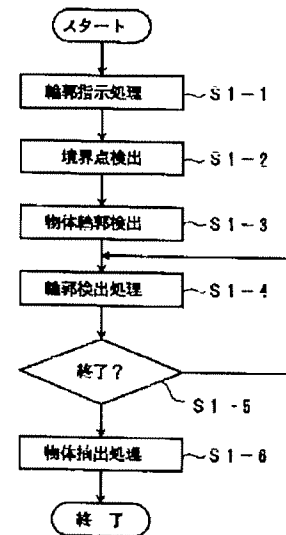 スタート
輪郭指示処理 S1-1
境界点検出 S1-2
物体輪郭検出 S1-3
輪郭検出処理 S1-4
終了?
S1-5
物体抽出処理 S1-6
終了